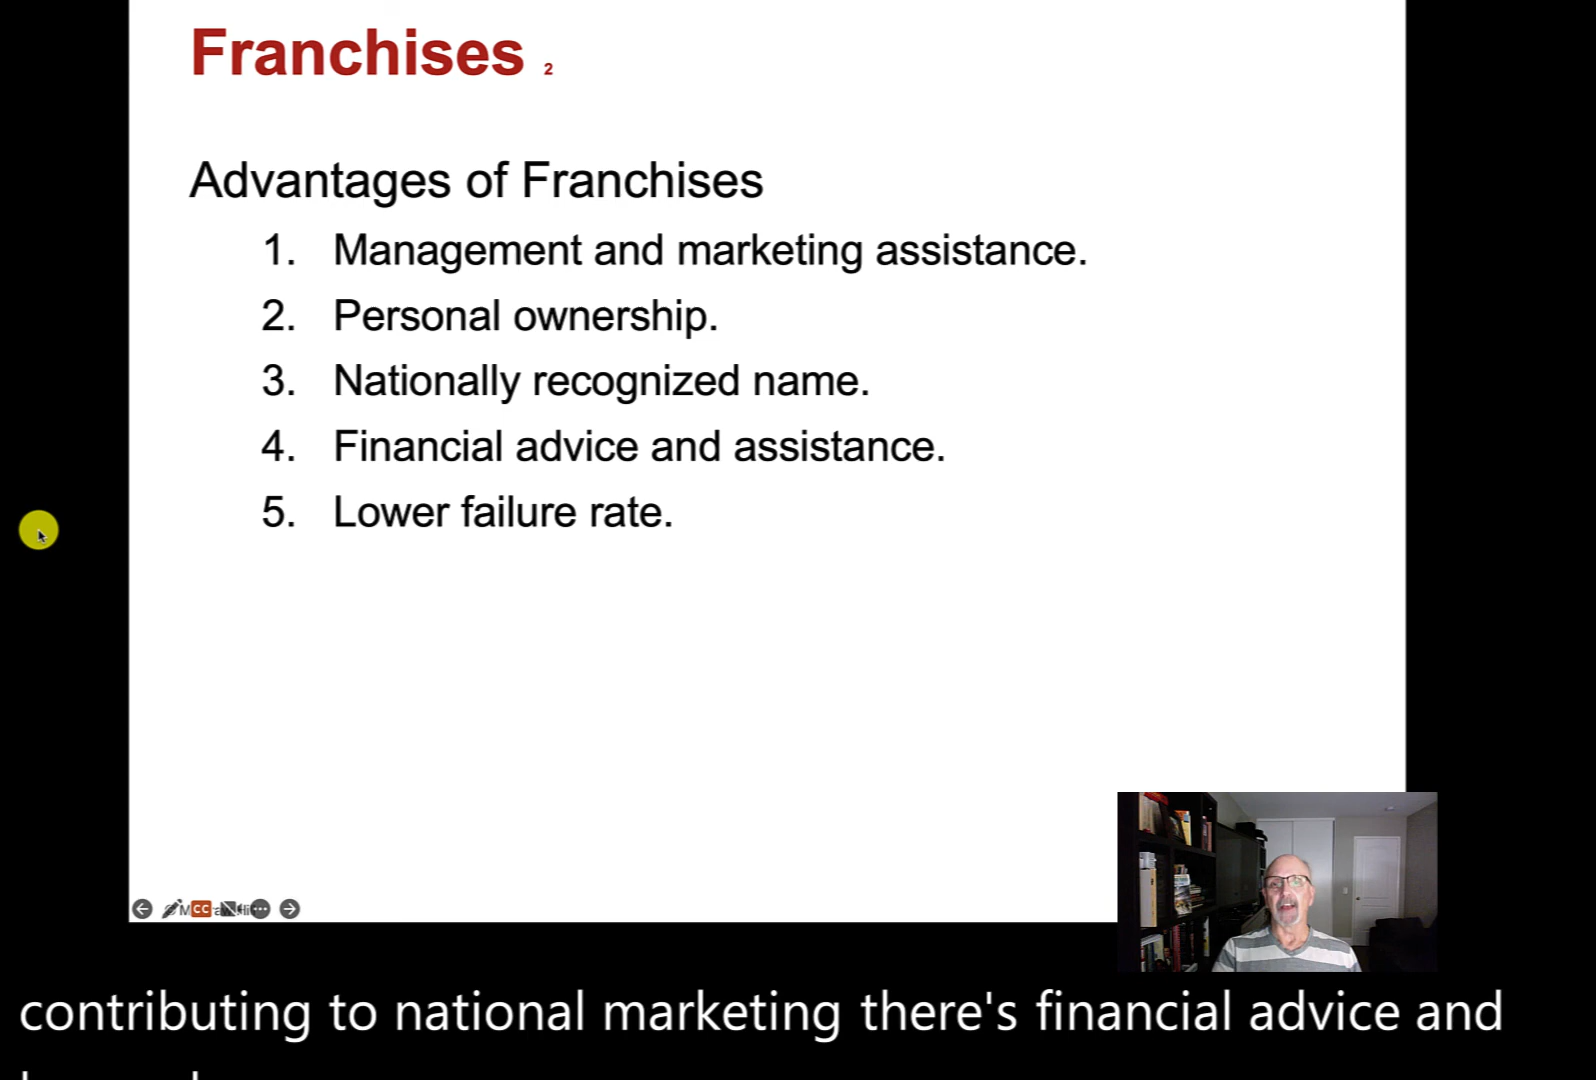 Franchises 2
Advantages of Franchises
1. Management and marketing assistance.
2. Personal ownership.
3. Nationally recognized name.
4. Financial advice and assistance.
5. Lower failure rate.
CC
contributing to national marketing there's financial advice and